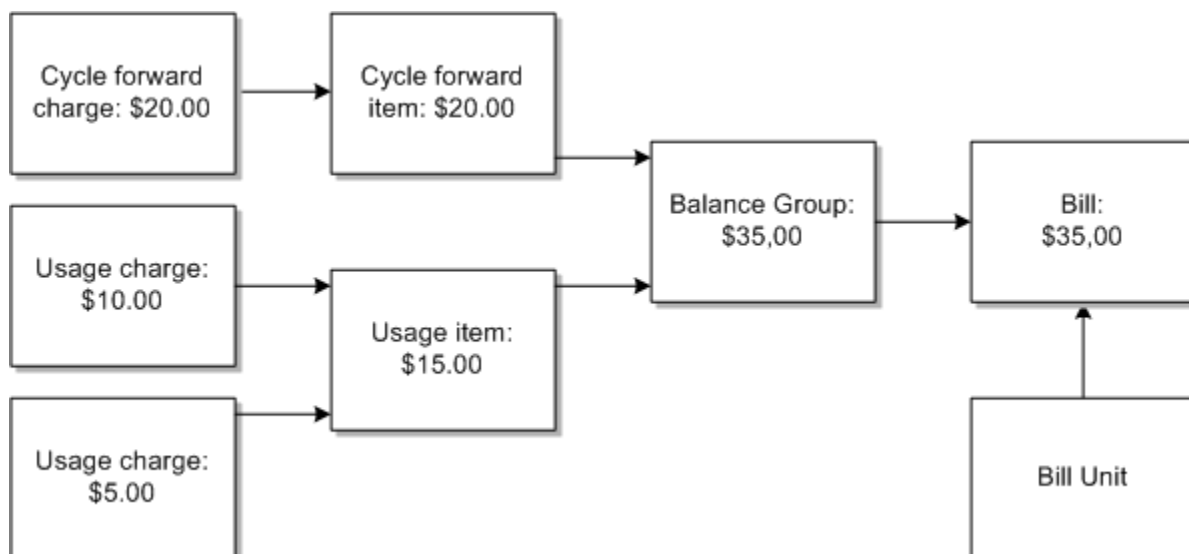 Cycle forward
charge: $20.00
Cycle forward
item: $20.00
Balance Group:
$35,00
Bill:
$35,00
Usage charge:
$10.00
Usage item:
$15.00
Usage charge:
$5.00
Bill Unit